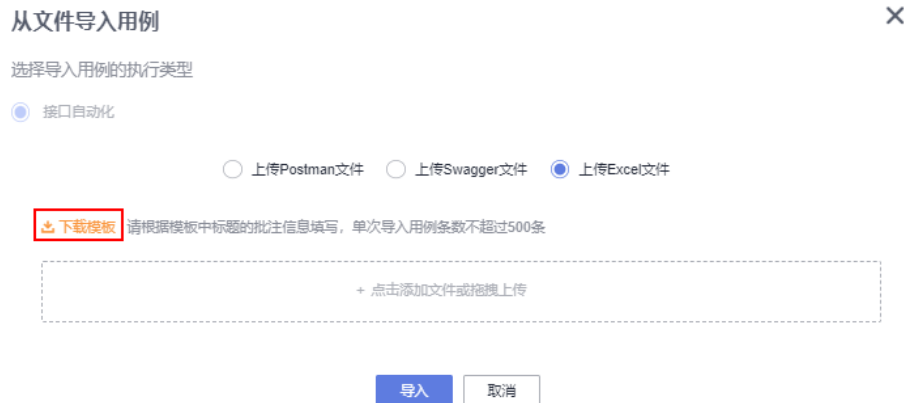 从文件导入用例
选择导入用例的执行类型
接口自动化
上传Postman文件 上传Swagger文件 上传Excel文件
下载模板 请根据模板中标题的批注信息填写，单次导入用例条数不超过500条
+ 点击添加文件或拖拽上传
导入 取消